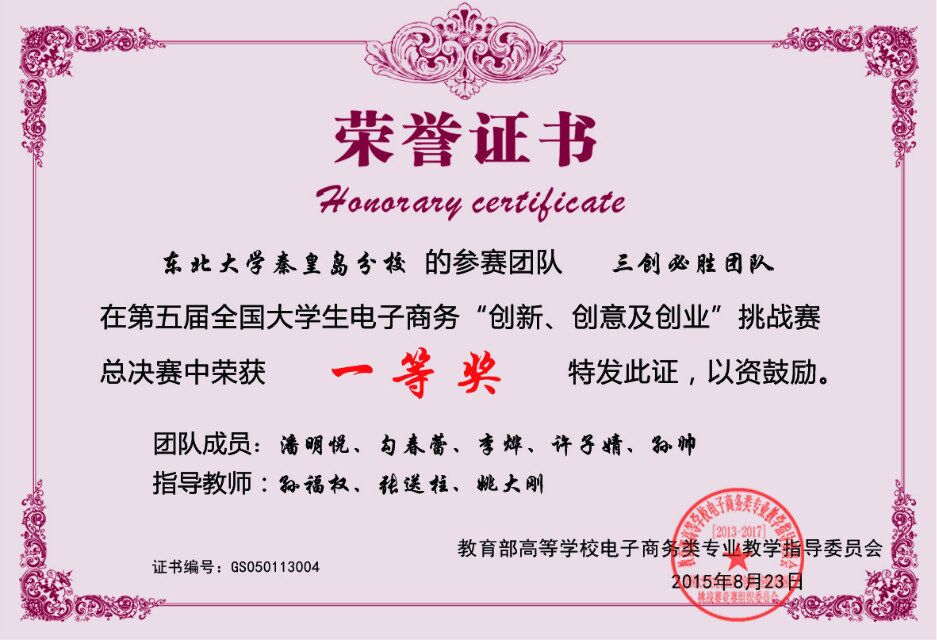 荣誉证书
Honorary certificate
东北大学秦皇岛分校 的参赛团队 三创必胜团队
在第五届全国大学生电子商务“创新、创意及创业”挑战赛
总决赛中荣获 一等奖 特发此证，以资鼓励。
团队成员：潘明悦、勾春蕾、李烨、许子婧、孙帅
指导教师：孙福权、张送柱、姚大刚
教育部高等学校电子商务类专业教学指导委员会
[2013-2017]
证书编号：GS050113004
2015年8月23日
挑战赛竞赛组织委员会